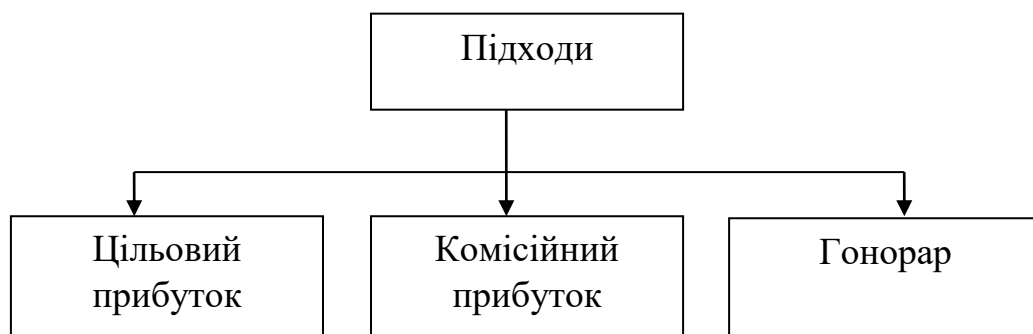 Підходи
Цільовий
прибуток
Комісійний
прибуток
Гонорар